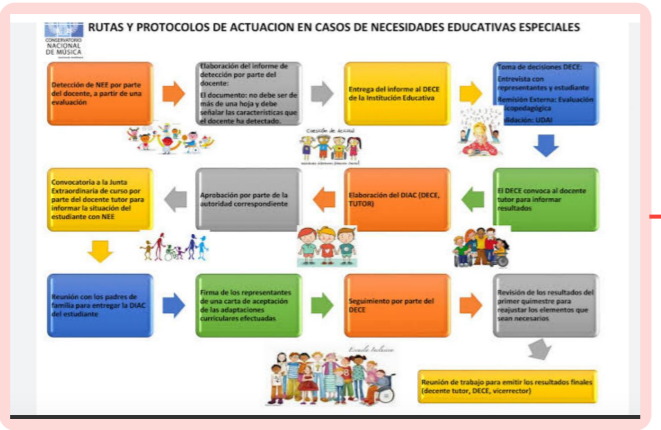 CONSERVATORIO
NACIONAL
DE MÚSICA
RUTAS Y PROTOCOLOS DE ACTUACION EN CASOS DE NECESIDADES EDUCATIVAS ESPECIALES
Detección de NEE por parte
del docente, a partir de una
evaluación
Elaboración del informe de
detección por parte del
docente:
El documento: no debe ser de
más de una hoja y debe
señalar las características que
el docente ha detectado.
Entrega del informe al DECE
de la Institución Educativa
Toma de decisiones DECE:
Entrevista con
representantes y estudiante
Remisión Externa: Evaluación
psicopedagógica
Validación: UDAI
El DECE convoca al docente
tutor para informar
resultados
Elaboración del DIAC (DECE,
TUTOR)
Aprobación por parte de la
autoridad correspondiente
Convocatoria a la Junta
Extraordinaria de curso por
parte del docente tutor para
informar la situación del
estudiante con NEE
Reunión con los padres de
familia para entregar la DIAC
del estudiante
Firma de los representantes
de una carta de aceptación
de las adaptaciones
curriculares efectuadas
Seguimiento por parte del
DECE
Revisión de los resultados del
primer quimestre para
reajustar los elementos que
sean necesarios
Escuela Inclusiva
Reunión de trabajo para emitir los resultados finales
(decente tutor, DECE, vicerrector)